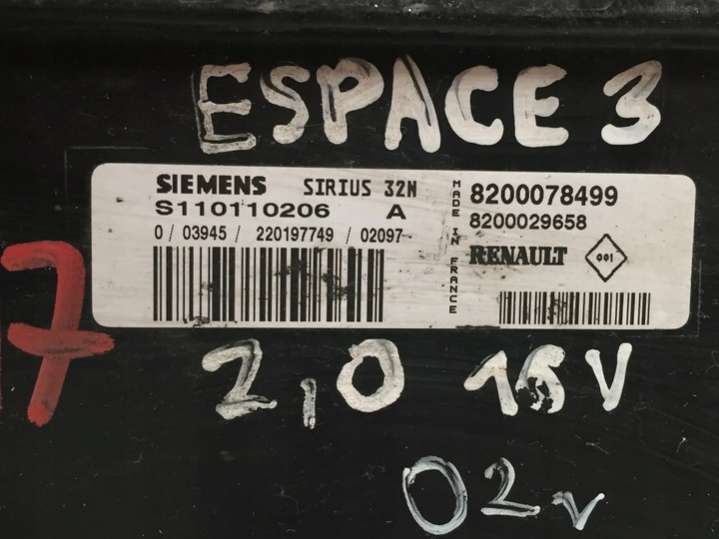 ESPACE 3
SIEMENS SIRIUS 32N
S110110206 A
0 / 03945 / 220197749 / 02097
MADE IN FRANCE
8200078499
8200029658
RENAULT 001
7
2,0 16V
02v